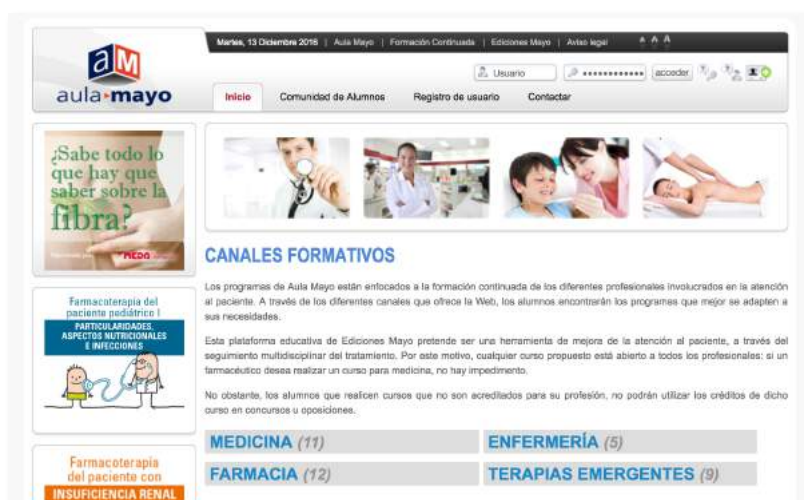 Martes, 13 Diciembre 2016 | Aula Mayo | Formación Continuada | Ediciones Mayo | Aviso legal A A A
aM
aula mayo
Usuario acceder
Inicio Comunidad de Alumnos Registro de usuario Contactar
¿Sabe todo lo
que hay que
saber sobre la
fibra?
CANALES FORMATIVOS
Los programas de Aula Mayo están enfocados a la formación continuada de los diferentes profesionales involucrados en la atención
al paciente. A través de los diferentes canales que ofrece la Web, los alumnos encontrarán los programas que mejor se adapten a
sus necesidades.
Esta plataforma educativa de Ediciones Mayo pretende ser una herramienta de mejora de la atención al paciente, a través del
seguimiento multidisciplinar del tratamiento. Por este motivo, cualquier curso propuesto está abierto a todos los profesionales: si un
farmacéutico desea realizar un curso para medicina, no hay impedimento.
No obstante, los alumnos que realicen cursos que no son acreditados para su profesión, no podrán utilizar los créditos de dicho
curso en concursos u oposiciones.
Farmacoterapia del
paciente pediátrico I
PARTICULARIDADES,
ASPECTOS NUTRICIONALES
E INFECCIONES
MEDICINA (11) ENFERMERÍA (5)
FARMACIA (12) TERAPIAS EMERGENTES (9)
Farmacoterapia
del paciente con
INSUFICIENCIA RENAL